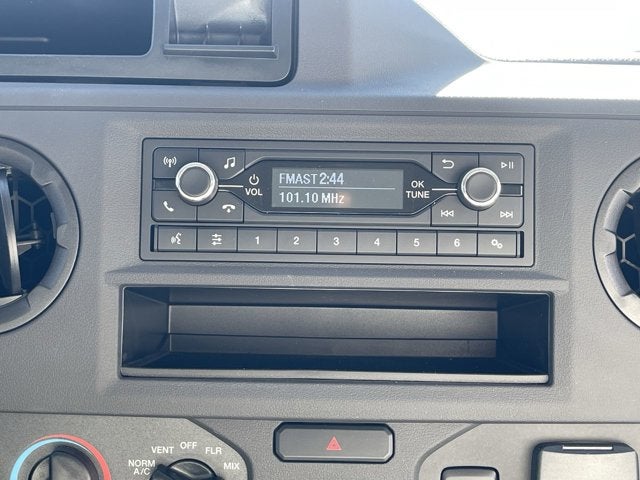 FMAST 2:44
101.10 MHz
VOL
OK
TUNE
1 2 3 4 5 6
OFF
VENT
FLR
NORM
A/C
MIX